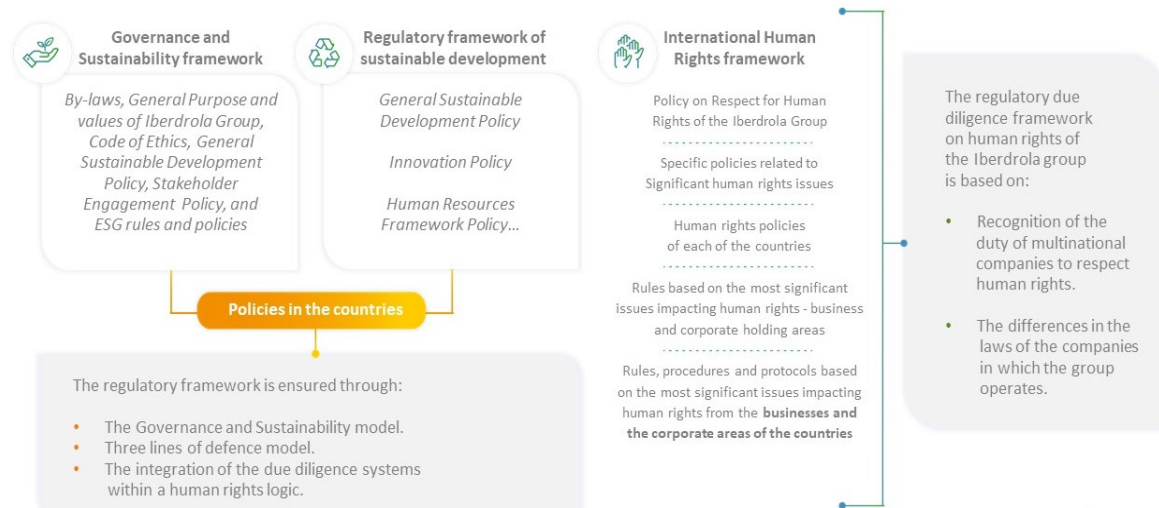 Governance and
Sustainability framework
By-laws, General Purpose and
values of Iberdrola Group,
Code of Ethics, General
Sustainable Development
Policy, Stakeholder
Engagement Policy, and
ESG rules and policies
Regulatory framework of
sustainable development
General Sustainable
Development Policy
Innovation Policy
Human Resources
Framework Policy...
Policies in the countries
The regulatory framework is ensured through:
• The Governance and Sustainability model.
• Three lines of defence model.
• The integration of the due diligence systems
within a human rights logic.
International Human
Rights framework
Policy on Respect for Human
Rights of the Iberdrola Group
Specific policies related to
Significant human rights issues
Human rights policies
of each of the countries
Rules based on the most significant
issues impacting human rights - business
and corporate holding areas
Rules, procedures and protocols based
on the most significant issues impacting
human rights from the businesses and
the corporate areas of the countries
The regulatory due
diligence framework
on human rights of
the Iberdrola group
is based on:
• Recognition of the
duty of multinational
companies to respect
human rights.
• The differences in the
laws of the companies
in which the group
operates.